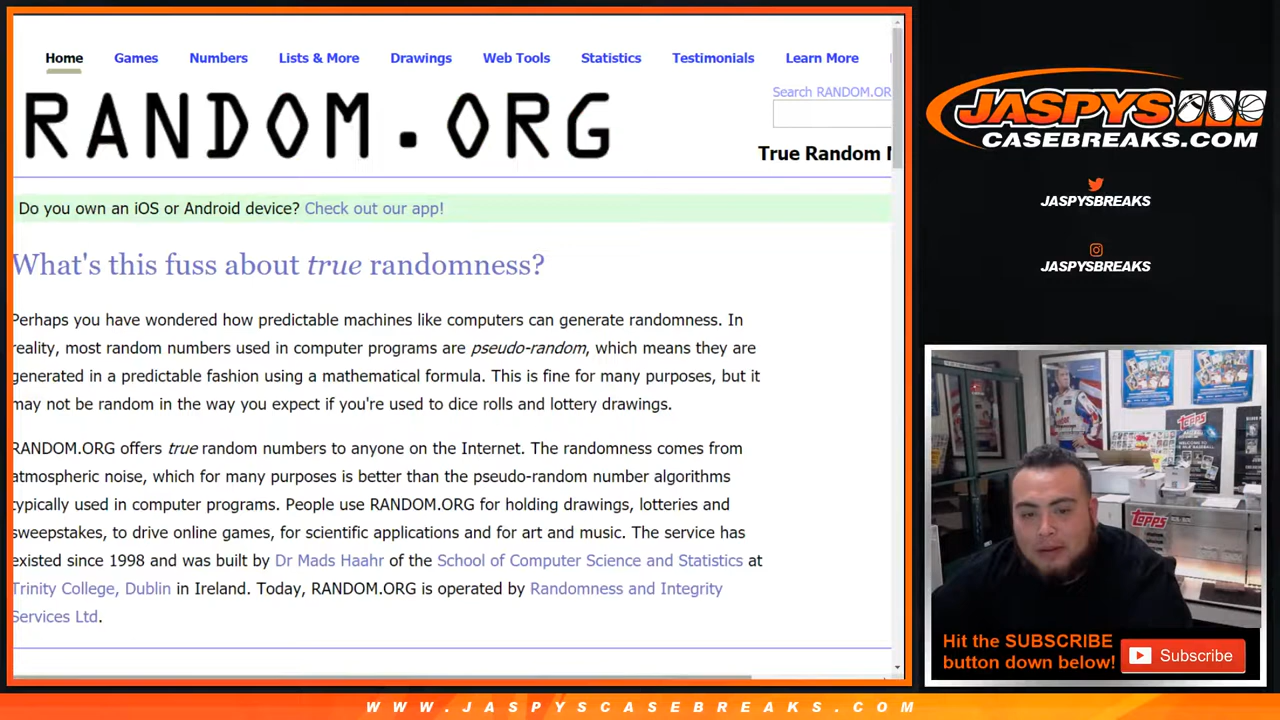 Home Games Numbers Lists & More Drawings Web Tools Statistics Testimonials Learn More
RANDOM.ORG
Search RANDOM.OR
True Random
Do you own an iOS or Android device? Check out our app!
What's this fuss about true randomness?
Perhaps you have wondered how predictable machines like computers can generate randomness. In
reality, most random numbers used in computer programs are pseudo-random, which means they are
generated in a predictable fashion using a mathematical formula. This is fine for many purposes, but it
may not be random in the way you expect if you're used to dice rolls and lottery drawings.
RANDOM.ORG offers true random numbers to anyone on the Internet. The randomness comes from
atmospheric noise, which for many purposes is better than the pseudo-random number algorithms
typically used in computer programs. People use RANDOM.ORG for holding drawings, lotteries and
sweepstakes, to drive online games, for scientific applications and for art and music. The service has
existed since 1998 and was built by Dr Mads Haahr of the School of Computer Science and Statistics at
Trinity College, Dublin in Ireland. Today, RANDOM.ORG is operated by Randomness and Integrity
Services Ltd.
JASPYS
CASEBREAKS.COM
JASPYSBREAKS
JASPYSBREAKS
TOPPS
TOPPS
Hit the SUBSCRIBE
button down below!
Subscribe
WWW.JASPYSCASEBREAKS.COM